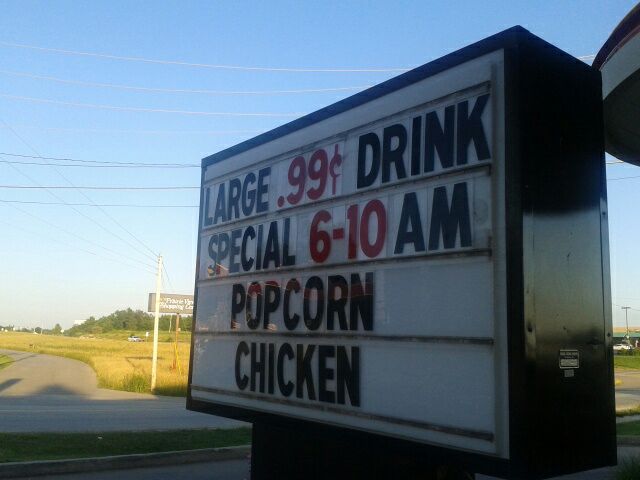 LARGE .99¢ DRINK
SPECIAL 6-10 AM
POPCORN
CHICKEN